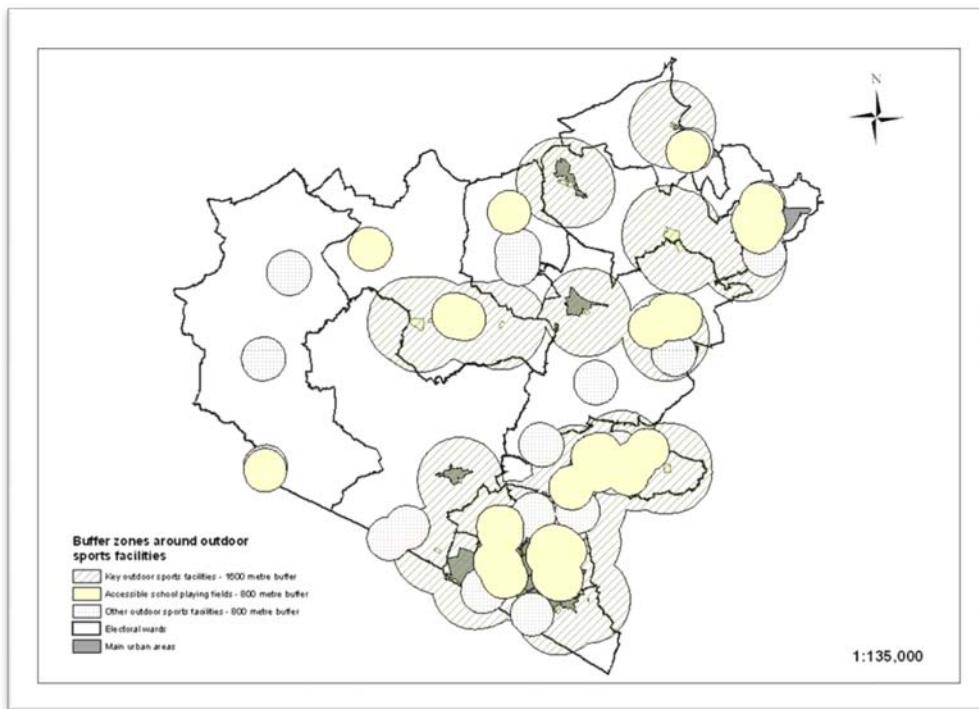 N
Buffer zones around outdoor
sports facilities
Key outdoor sports facilities - 1600 metre buffer
Accessible school playing fields - 800 metre buffer
Other outdoor sports facilities - 800 metre buffer
Electoral wards
Main urban areas
1:135,000